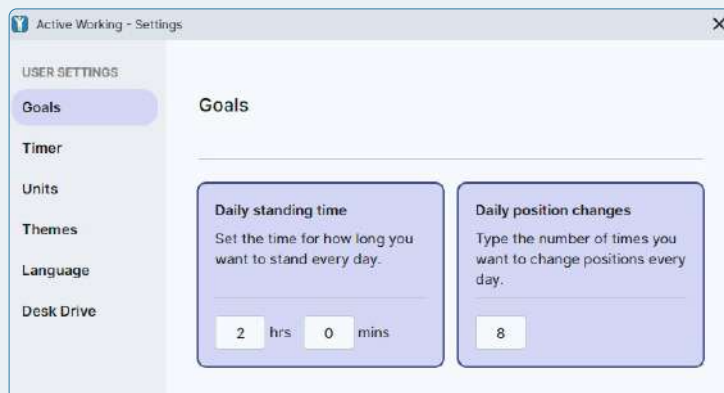 Active Working - Settings
USER SETTINGS
Goals
Timer
Units
Themes
Language
Desk Drive
Goals
Daily standing time
Set the time for how long you
want to stand every day.
2 hrs 0 mins
Daily position changes
Type the number of times you
want to change positions every
day.
8